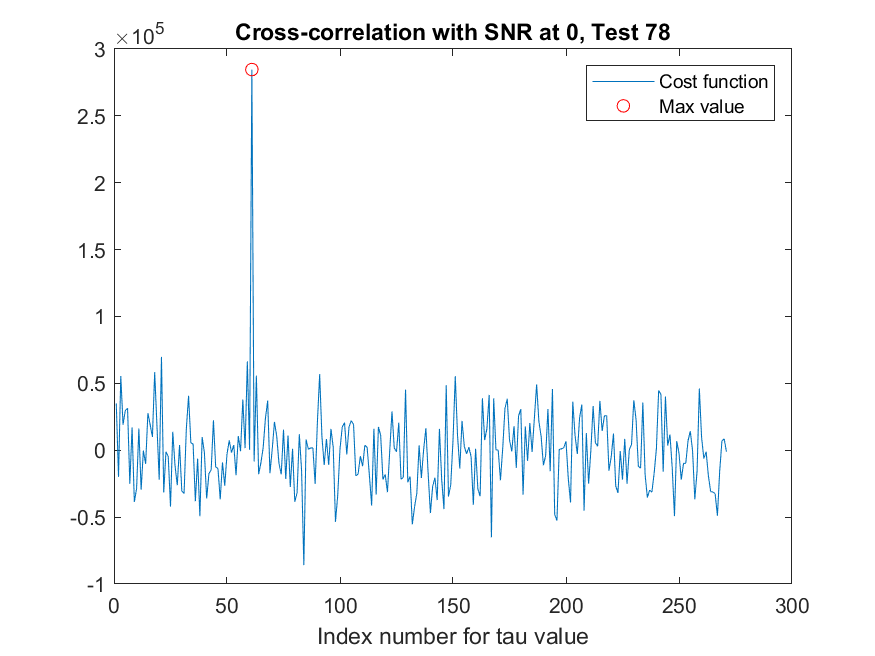 Cross-correlation with SNR at 0, Test 78
×10^5
3
2.5
2
1.5
1
0.5
0
-0.5
-1
0 50 100 150 200 250 300
Index number for tau value
Cost function
Max value